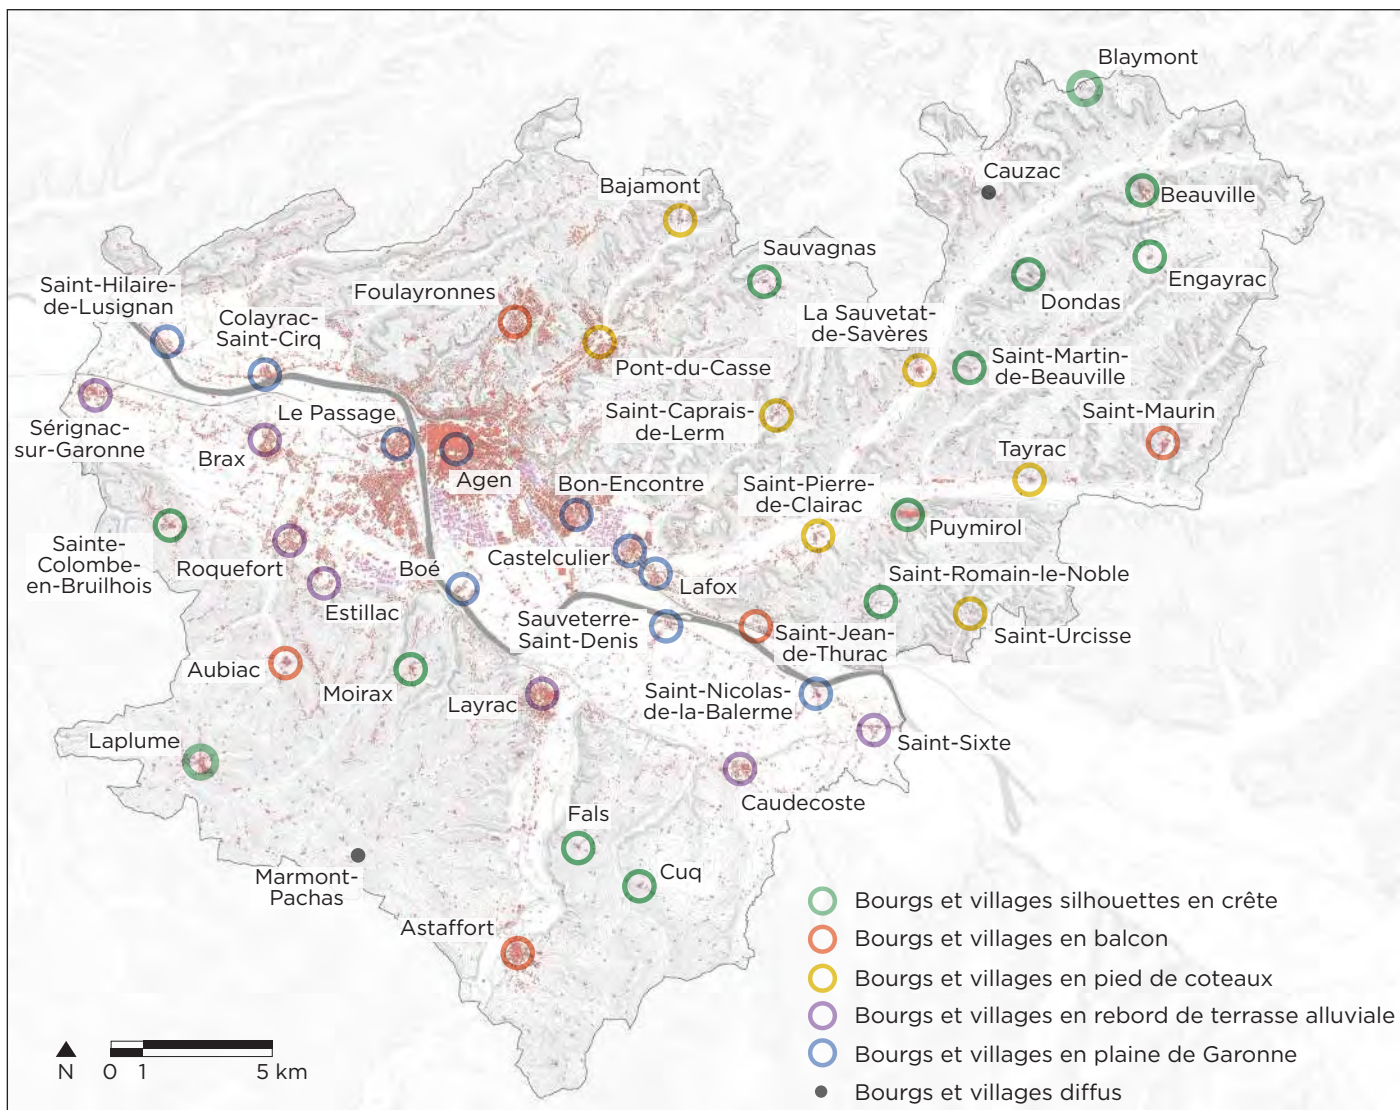 Blaymont
Cauzac
Bajamont
Beauville
Sauvagnas
Engayrac
Saint-Hilaire-
de-Lusignan
Foulayronnes
Dondas
Colayrac-
Saint-Cirq
La Sauvetat-
de-Savères
Pont-du-Casse
Saint-Martin-
de-Beauville
Le Passage
Saint-Caprais-
de-Lerm
Saint-Maurin
Sérignac-
sur-Garonne
Brax
Tayrac
Agen
Bon-Encontre
Saint-Pierre-
de-Clairac
Puymirol
Sainte-
Colombe-
en-Bruilhois
Roquefort
Boé
Castelculier
Lafox
Saint-Romain-le-Noble
Estillac
Sauveterre-
Saint-Denis
Saint-Jean-
de-Thurac
Saint-Urcisse
Aubiac
Moirax
Layrac
Saint-Nicolas-
de-la-Balerme
Laplume
Saint-Sixte
Caudecoste
Fals
Marmont-
Pachas
Cuq
Astaffort
Bourgs et villages silhouettes en crête
Bourgs et villages en balcon
Bourgs et villages en pied de coteaux
Bourgs et villages en rebord de terrasse alluviale
Bourgs et villages en plaine de Garonne
Bourgs et villages diffus
N 0 1 5 km